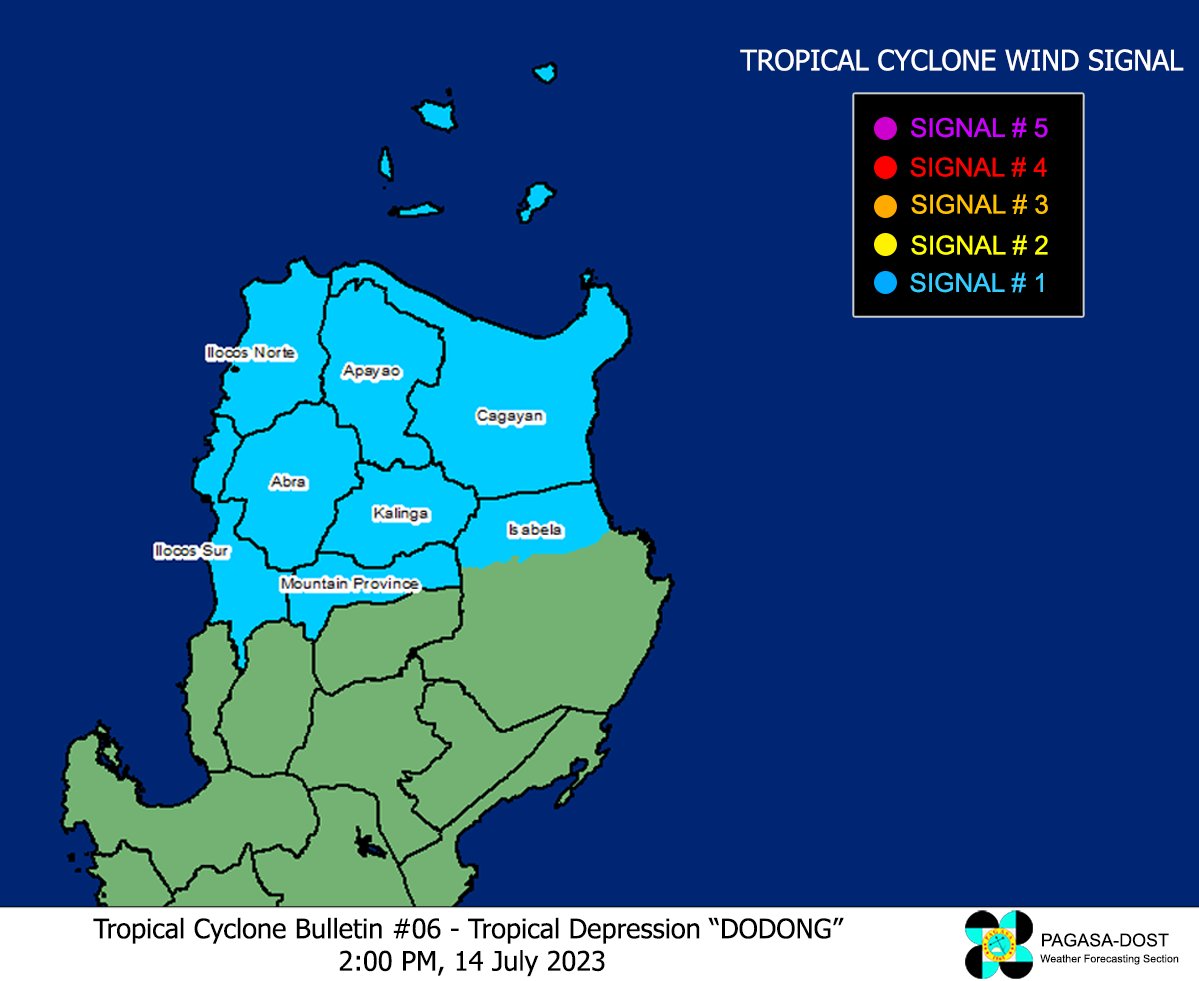 TROPICAL CYCLONE WIND SIGNAL
SIGNAL # 5
SIGNAL # 4
SIGNAL # 3
SIGNAL # 2
SIGNAL # 1
Ilocos Norte
Apayao
Cagayan
Abra
Kalinga
Isabela
Ilocos Sur
Mountain Province
Tropical Cyclone Bulletin #06 - Tropical Depression “DODONG”
2:00 PM, 14 July 2023
PAGASA-DOST
Weather Forecasting Section